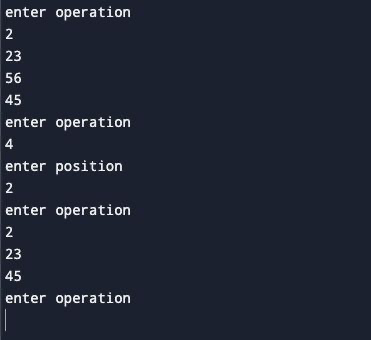 enter operation
2
23
56
45
enter operation
4
enter position
2
enter operation
2
23
45
enter operation